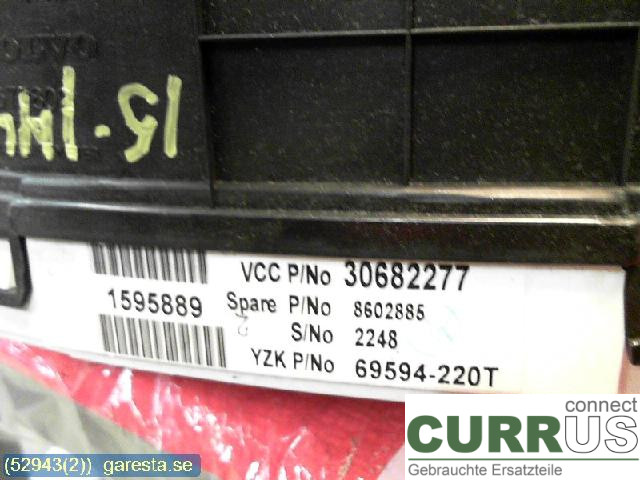 15-1
VCC P/No 30682277
1595889
Spare P/No 8602885
S/No 2248
YZK P/No 69594-220T
connect
CURRUS
Gebrauchte Ersatzteile
(52943(2)) garesta.se